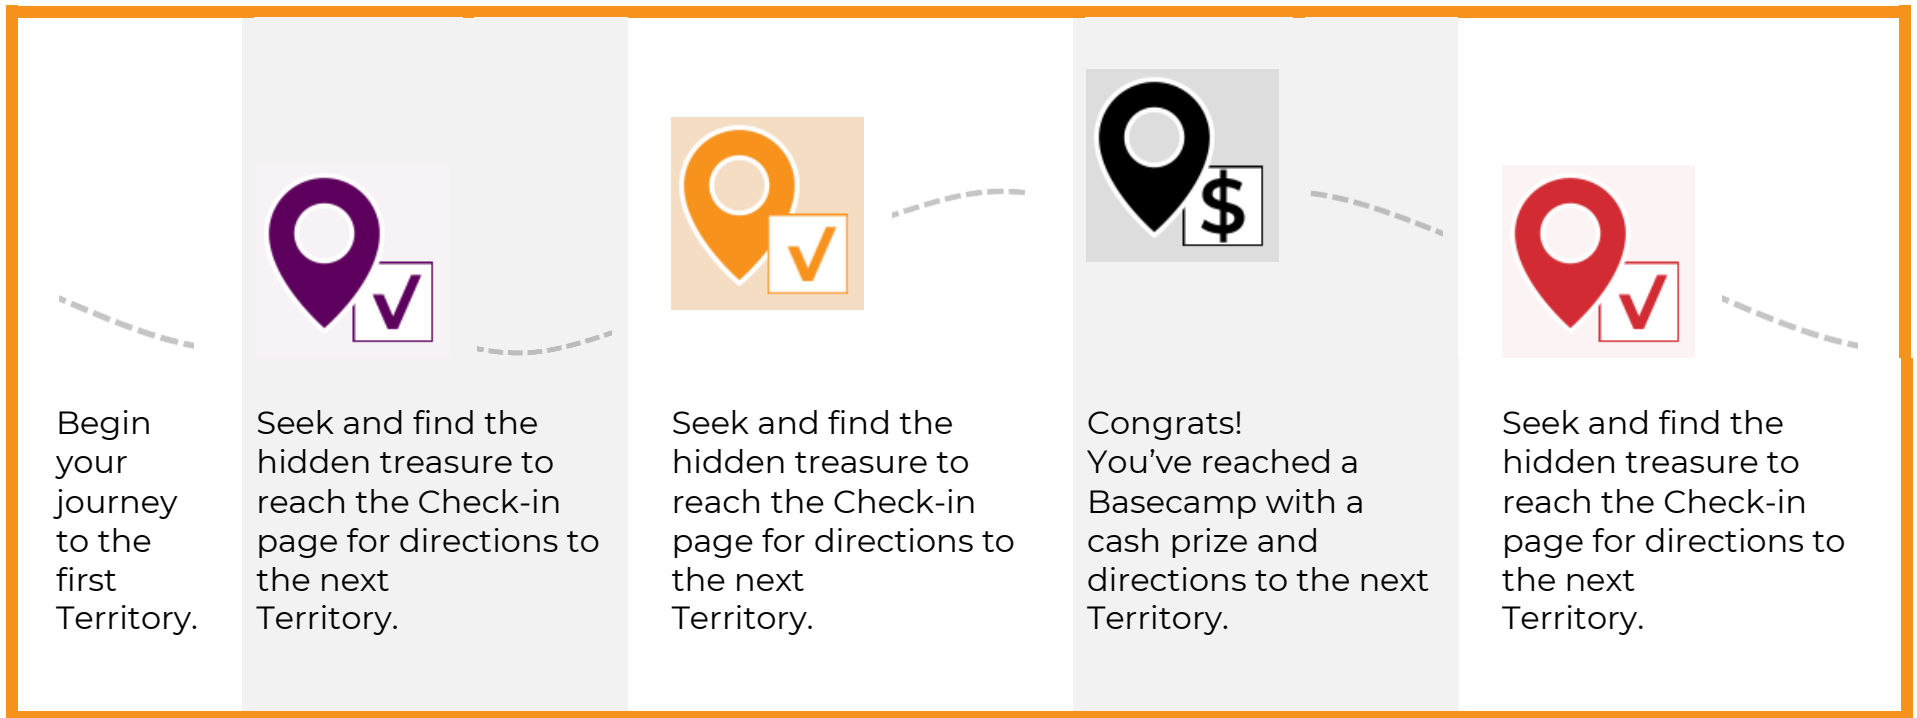 Begin
your
journey
to the
first
Territory.
Seek and find the
hidden treasure to
reach the Check-in
page for directions to
the next
Territory.
Seek and find the
hidden treasure to
reach the Check-in
page for directions to
the next
Territory.
$
Congrats!
You’ve reached a
Basecamp with a
cash prize and
directions to the next
Territory.
Seek and find the
hidden treasure to
reach the Check-in
page for directions to
the next
Territory.